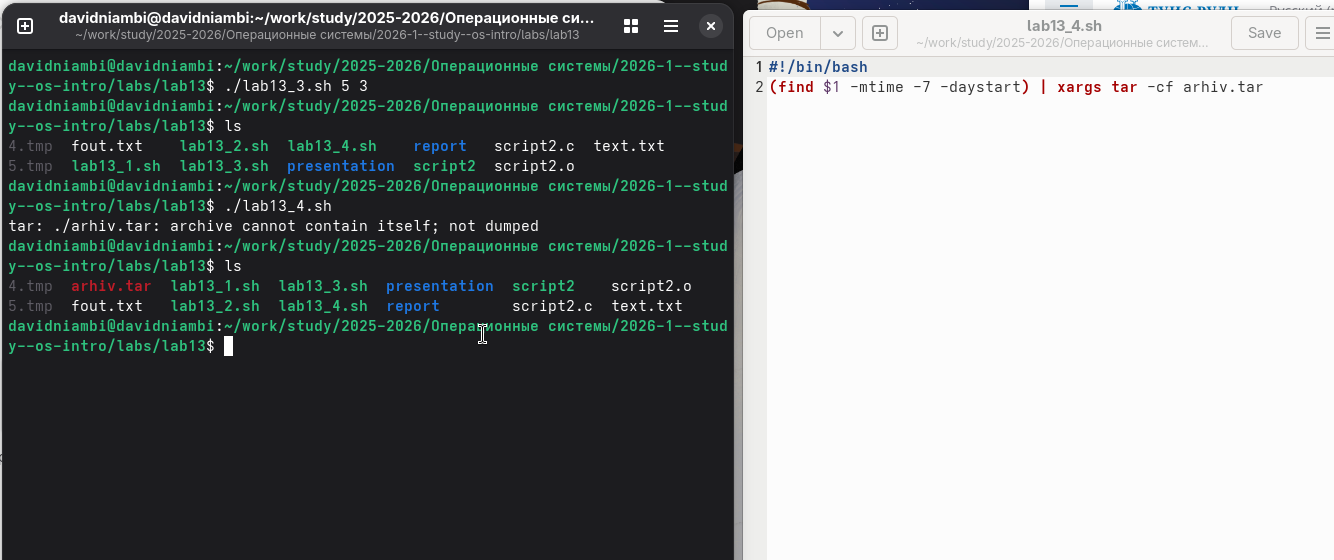 davidniambi@davidniambi:~/work/study/2025-2026/Операционные си...
~/work/study/2025-2026/Операционные системы/2026-1--study--os-intro/labs/lab13
davidniambi@davidniambi:~/work/study/2025-2026/Операционные системы/2026-1--stud
y--os-intro/labs/lab13$ ./lab13_3.sh 5 3
davidniambi@davidniambi:~/work/study/2025-2026/Операционные системы/2026-1--stud
y--os-intro/labs/lab13$ ls
4.tmp fout.txt lab13_2.sh lab13_4.sh report script2.c text.txt
5.tmp lab13_1.sh lab13_3.sh presentation script2 script2.o
davidniambi@davidniambi:~/work/study/2025-2026/Операционные системы/2026-1--stud
y--os-intro/labs/lab13$ ./lab13_4.sh
tar: ./arhiv.tar: archive cannot contain itself; not dumped
davidniambi@davidniambi:~/work/study/2025-2026/Операционные системы/2026-1--stud
y--os-intro/labs/lab13$ ls
4.tmp arhiv.tar lab13_1.sh lab13_3.sh presentation script2 script2.o
5.tmp fout.txt lab13_2.sh lab13_4.sh report script2.c text.txt
davidniambi@davidniambi:~/work/study/2025-2026/Операционные системы/2026-1--stud
y--os-intro/labs/lab13$
Open
lab13_4.sh
~/work/study/2025-2026/Операционные систем...
Save
1 #!/bin/bash
2 (find $1 -mtime -7 -daystart) | xargs tar -cf arhiv.tar